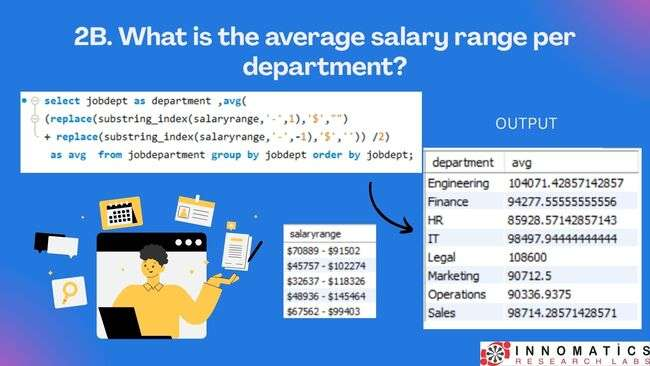 2B. What is the average salary range per
department?
select jobdept as department ,avg(
(replace(substring_index(salaryrange,'-',1),'$',"")
+ replace(substring_index(salaryrange,'-',-1),'$','')) /2)
as avg from jobdepartment group by jobdept order by jobdept;
OUTPUT
department avg
Engineering 104071.42857142857
Finance 94277.55555555556
HR 85928.57142857143
IT 98497.94444444444
Legal 108600
Marketing 90712.5
Operations 90336.9375
Sales 98714.28571428571
salaryrange
$70889 - $91502
$45757 - $102274
$32637 - $118326
$48936 - $145464
$67562 - $99403
INNOMATICS
RESEARCH LABS